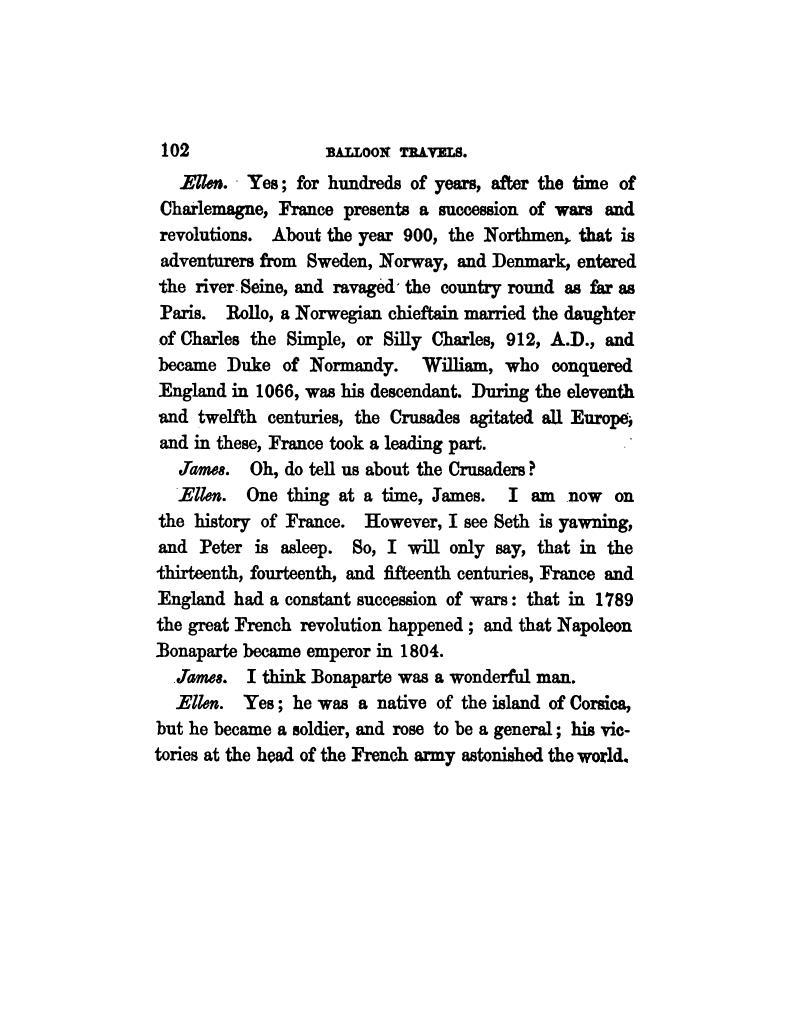 102 BALLOON TRAVELS.
Ellen. Yes; for hundreds of years, after the time of
Charlemagne, France presents a succession of wars and
revolutions. About the year 900, the Northmen, that is
adventurers from Sweden, Norway, and Denmark, entered
the river Seine, and ravaged the country round as far as
Paris. Rollo, a Norwegian chieftain married the daughter
of Charles the Simple, or Silly Charles, 912, A.D., and
became Duke of Normandy. William, who conquered
England in 1066, was his descendant. During the eleventh
and twelfth centuries, the Crusades agitated all Europe;
and in these, France took a leading part.
James. Oh, do tell us about the Crusaders?
Ellen. One thing at a time, James. I am now on
the history of France. However, I see Seth is yawning,
and Peter is asleep. So, I will only say, that in the
thirteenth, fourteenth, and fifteenth centuries, France and
England had a constant succession of wars: that in 1789
the great French revolution happened; and that Napoleon
Bonaparte became emperor in 1804.
James. I think Bonaparte was a wonderful man.
Ellen. Yes; he was a native of the island of Corsica,
but he became a soldier, and rose to be a general; his vic-
tories at the head of the French army astonished the world.